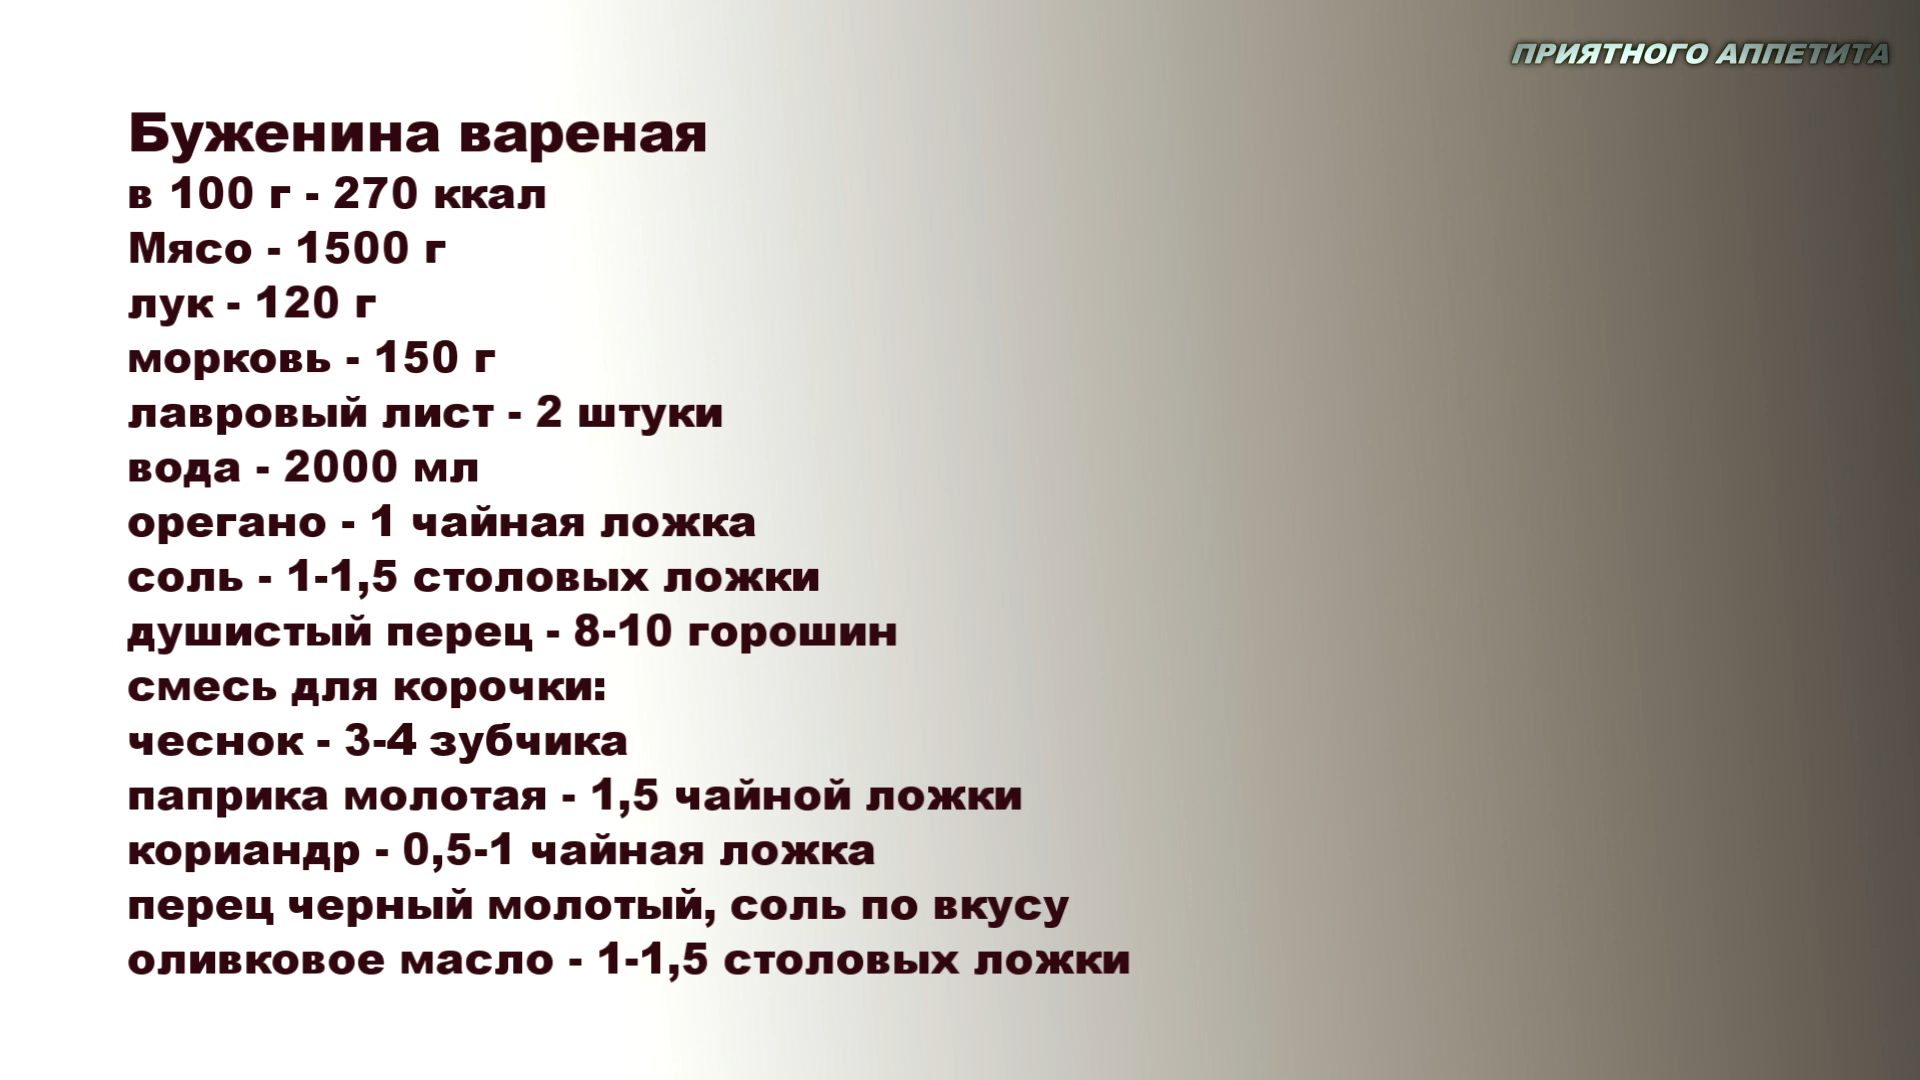 ПРИЯТНОГО АППЕТИТА
Буженина вареная
в 100 г - 270 ккал
Мясо - 1500 г
лук - 120 г
морковь - 150 г
лавровый лист - 2 штуки
вода - 2000 мл
орегано - 1 чайная ложка
соль - 1-1,5 столовых ложки
душистый перец - 8-10 горошин
смесь для корочки:
чеснок - 3-4 зубчика
паприка молотая - 1,5 чайной ложки
кориандр - 0,5-1 чайная ложка
перец черный молотый, соль по вкусу
оливковое масло - 1-1,5 столовых ложки